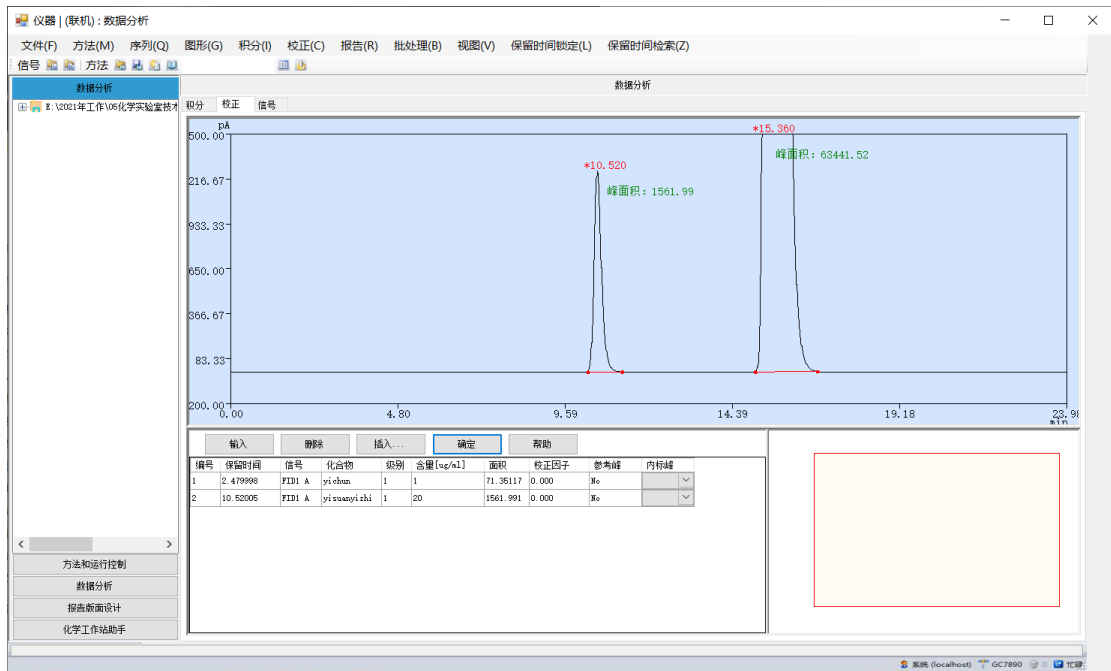 仪器 | (联机) : 数据分析
文件(F) 方法(M) 序列(Q) 图形(G) 积分(I) 校正(C) 报告(R) 批处理(B) 视图(V) 保留时间锁定(L) 保留时间检索(Z)
信号 方法
数据分析
数据分析
E:\2021年工作\05化学实验室技术
积分 校正 信号
pA
500.00
*15.360
峰面积: 63441.52
*10.520
216.67
峰面积: 1561.99
933.33
650.00
366.67
83.33
200.00
0.00 4.80 9.59 14.39 19.18 23.98
min
输入 删除 插入... 确定 帮助
编号 保留时间 信号 化合物 级别 含量[ug/ml] 面积 校正因子 参考峰 内标峰
1 2.479998 FID1 A yichun 1 1 71.35117 0.000 No
2 10.52005 FID1 A yisuanyizhi 1 20 1561.991 0.000 No
方法和运行控制
数据分析
报告版面设计
化学工作站助手
系统 (localhost) GC7890 0 忙碌: